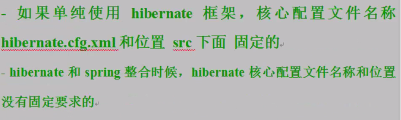 - 如果单纯使用 hibernate 框架，核心配置文件名称
hibernate.cfg.xml 和位置 src 下面 固定的
- hibernate 和 spring 整合时候，hibernate 核心配置文件名称和位置
没有固定要求的